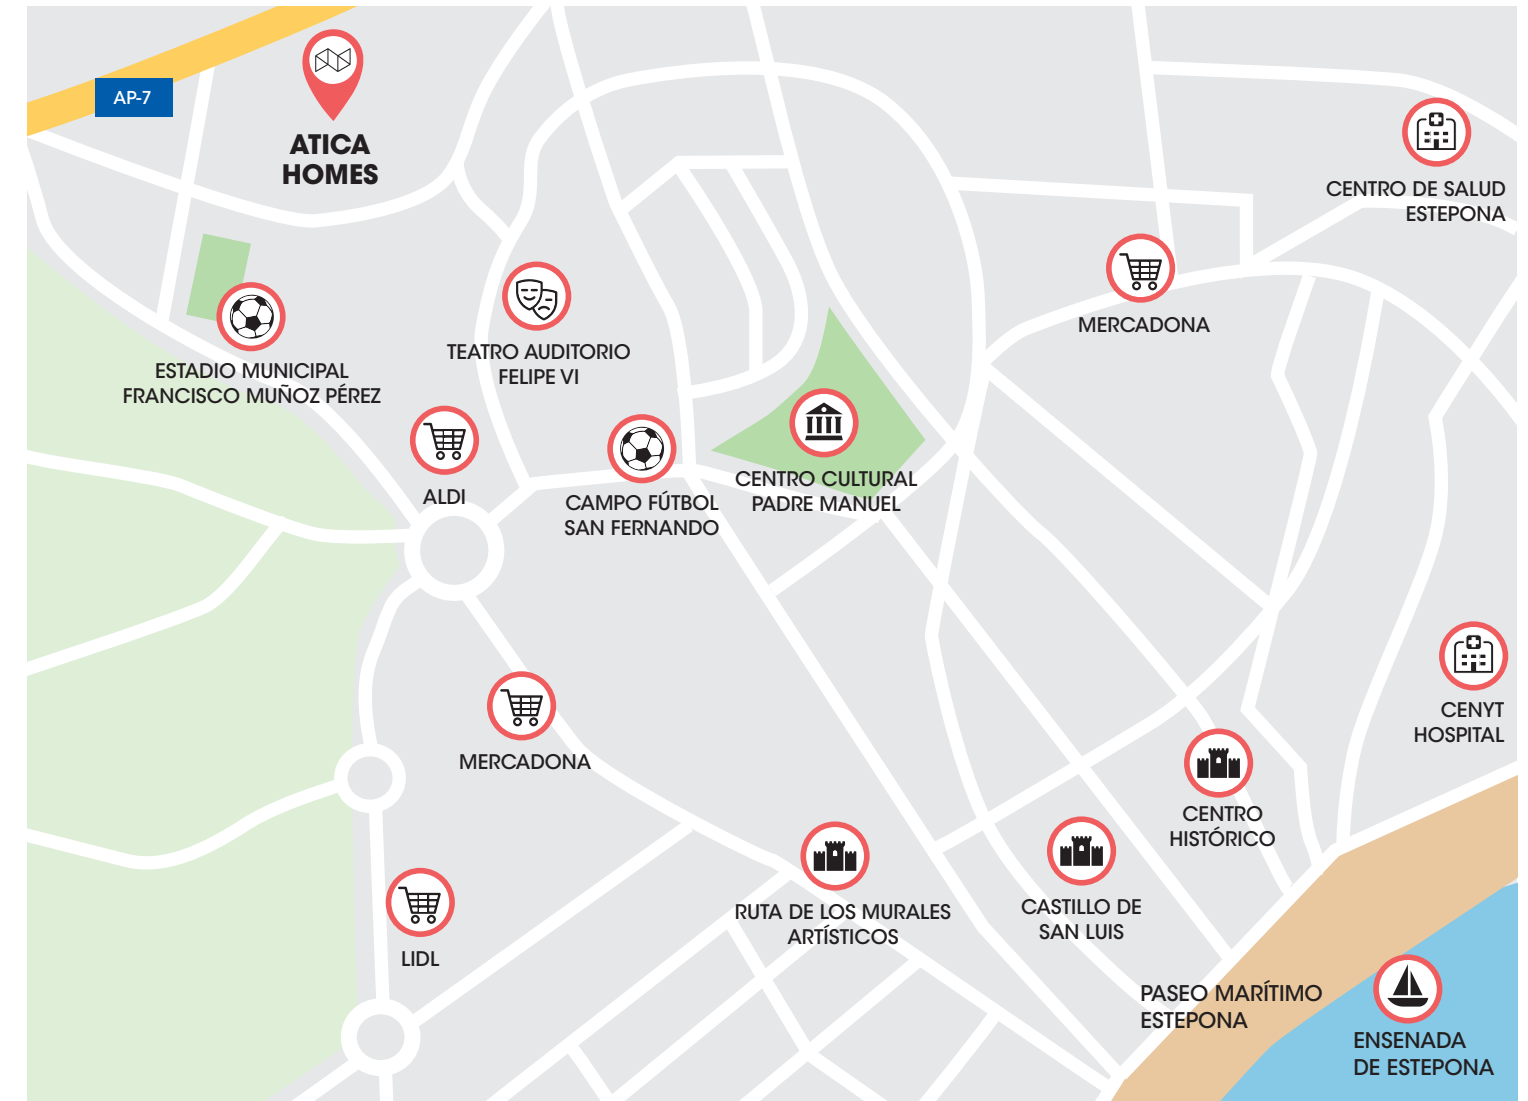 AP-7
ATICA
HOMES
CENTRO DE SALUD
ESTEPONA
MERCADONA
TEATRO AUDITORIO
FELIPE VI
ESTADIO MUNICIPAL
FRANCISCO MUÑOZ PÉREZ
ALDI
CAMPO FÚTBOL
SAN FERNANDO
CENTRO CULTURAL
PADRE MANUEL
CENYT
HOSPITAL
MERCADONA
CENTRO
HISTÓRICO
RUTA DE LOS MURALES
ARTÍSTICOS
CASTILLO DE
SAN LUIS
LIDL
PASEO MARÍTIMO
ESTEPONA
ENSENADA
DE ESTEPONA